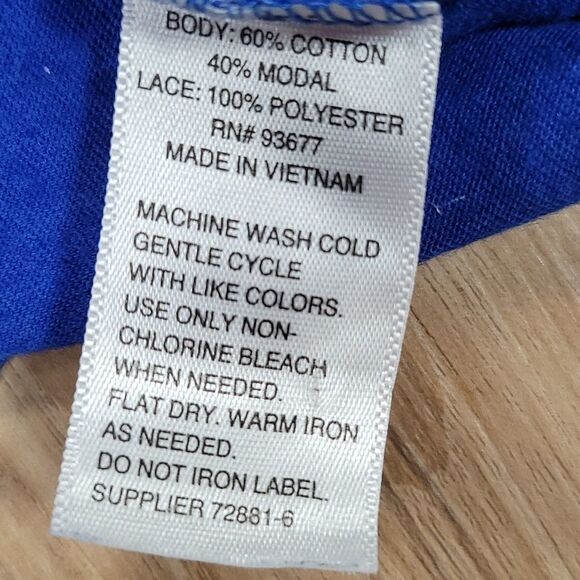 BODY: 60% COTTON
40% MODAL
LACE: 100% POLYESTER
RN# 93677
MADE IN VIETNAM
MACHINE WASH COLD
GENTLE CYCLE
WITH LIKE COLORS.
USE ONLY NON-
CHLORINE BLEACH
WHEN NEEDED.
FLAT DRY. WARM IRON
AS NEEDED.
DO NOT IRON LABEL.
SUPPLIER 72881-6